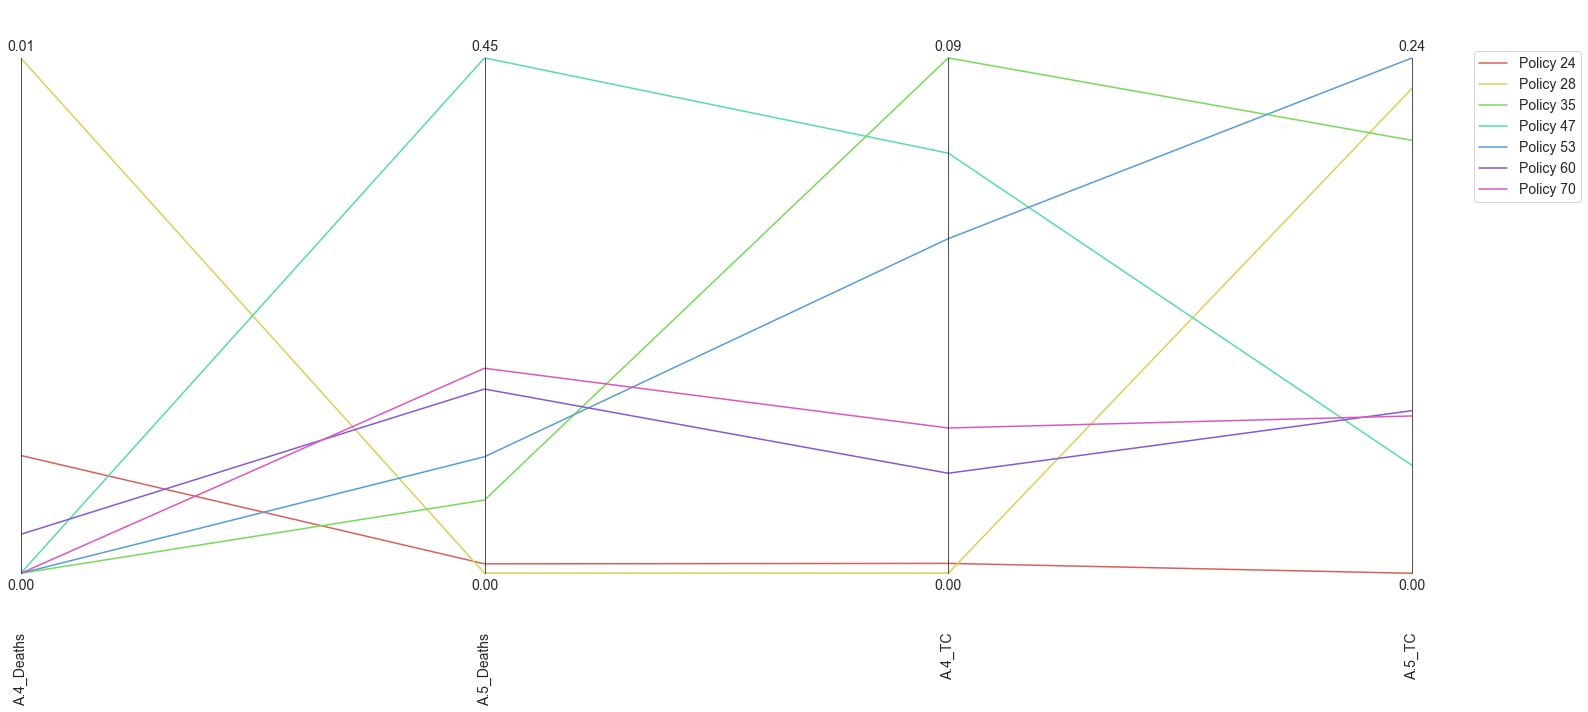 0.01
0.45
0.09
0.24
Policy 24
Policy 28
Policy 35
Policy 47
Policy 53
Policy 60
Policy 70
0.00
0.00
0.00
0.00
A.4_Deaths
A.5_Deaths
A.4_TC
A.5_TC